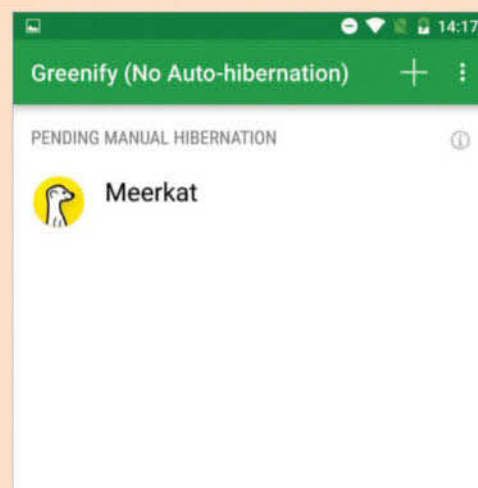 14:17
Greenify (No Auto-hibernation)
PENDING MANUAL HIBERNATION
Meerkat